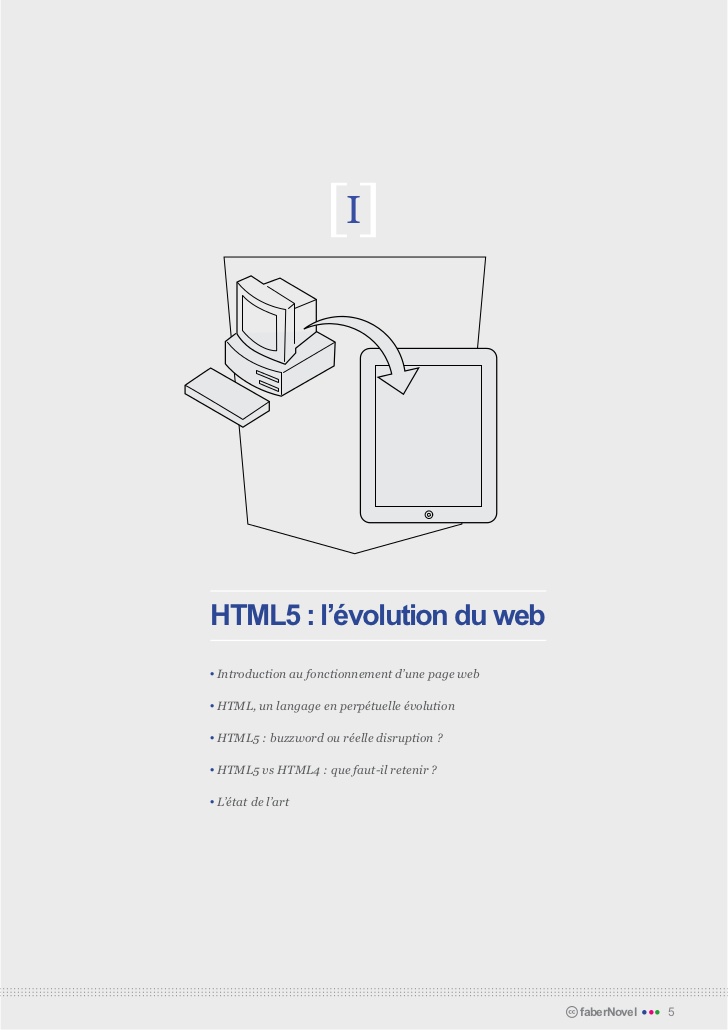 [I]
HTML5 : l’évolution du web
• Introduction au fonctionnement d’une page web
• HTML, un langage en perpétuelle évolution
• HTML5 : buzzword ou réelle disruption ?
• HTML5 vs HTML4 : que faut-il retenir ?
• L’état de l’art
cc faberNovel ••• 5